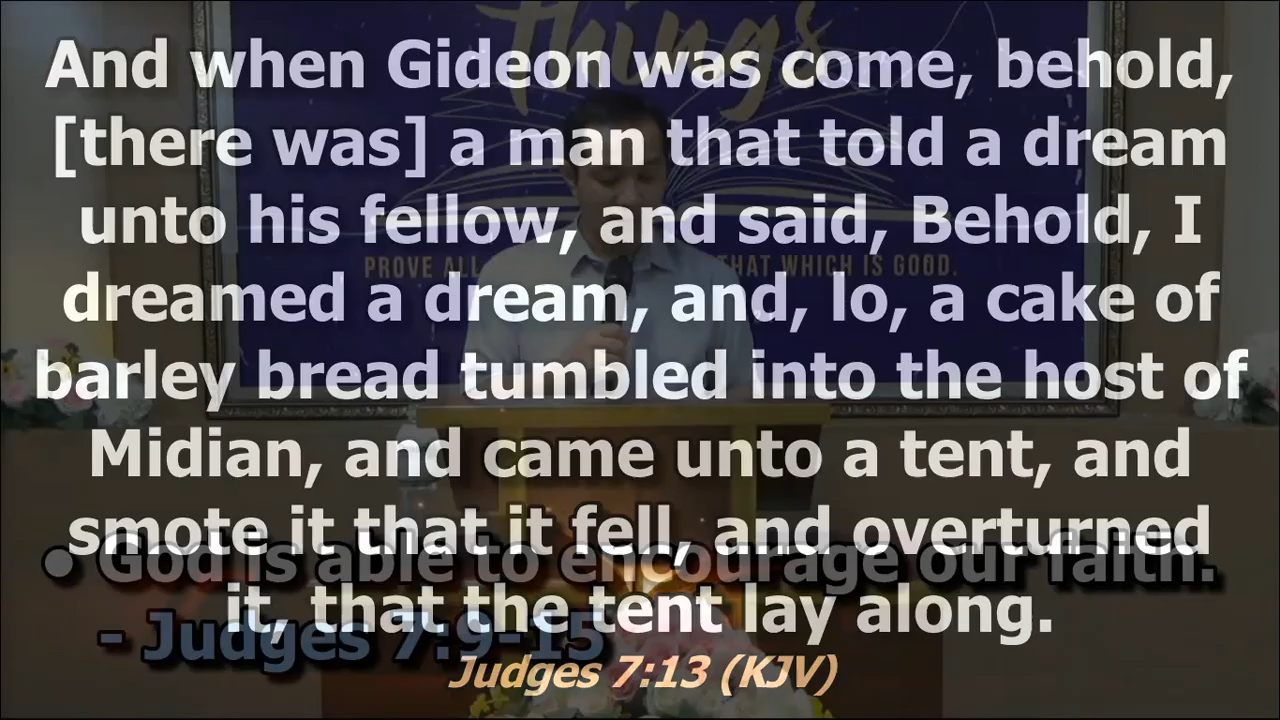 things
And when Gideon was come, behold,
[there was] a man that told a dream
unto his fellow, and said, Behold, I
PROVE ALL THAT WHICH IS GOOD.
dreamed a dream, and, lo, a cake of
barley bread tumbled into the host of
Midian, and came unto a tent, and
smote it that it fell, and overturned
• God is able to encourage our faith.
it, that the tent lay along.
- Judges 7:9-15
Judges 7:13 (KJV)